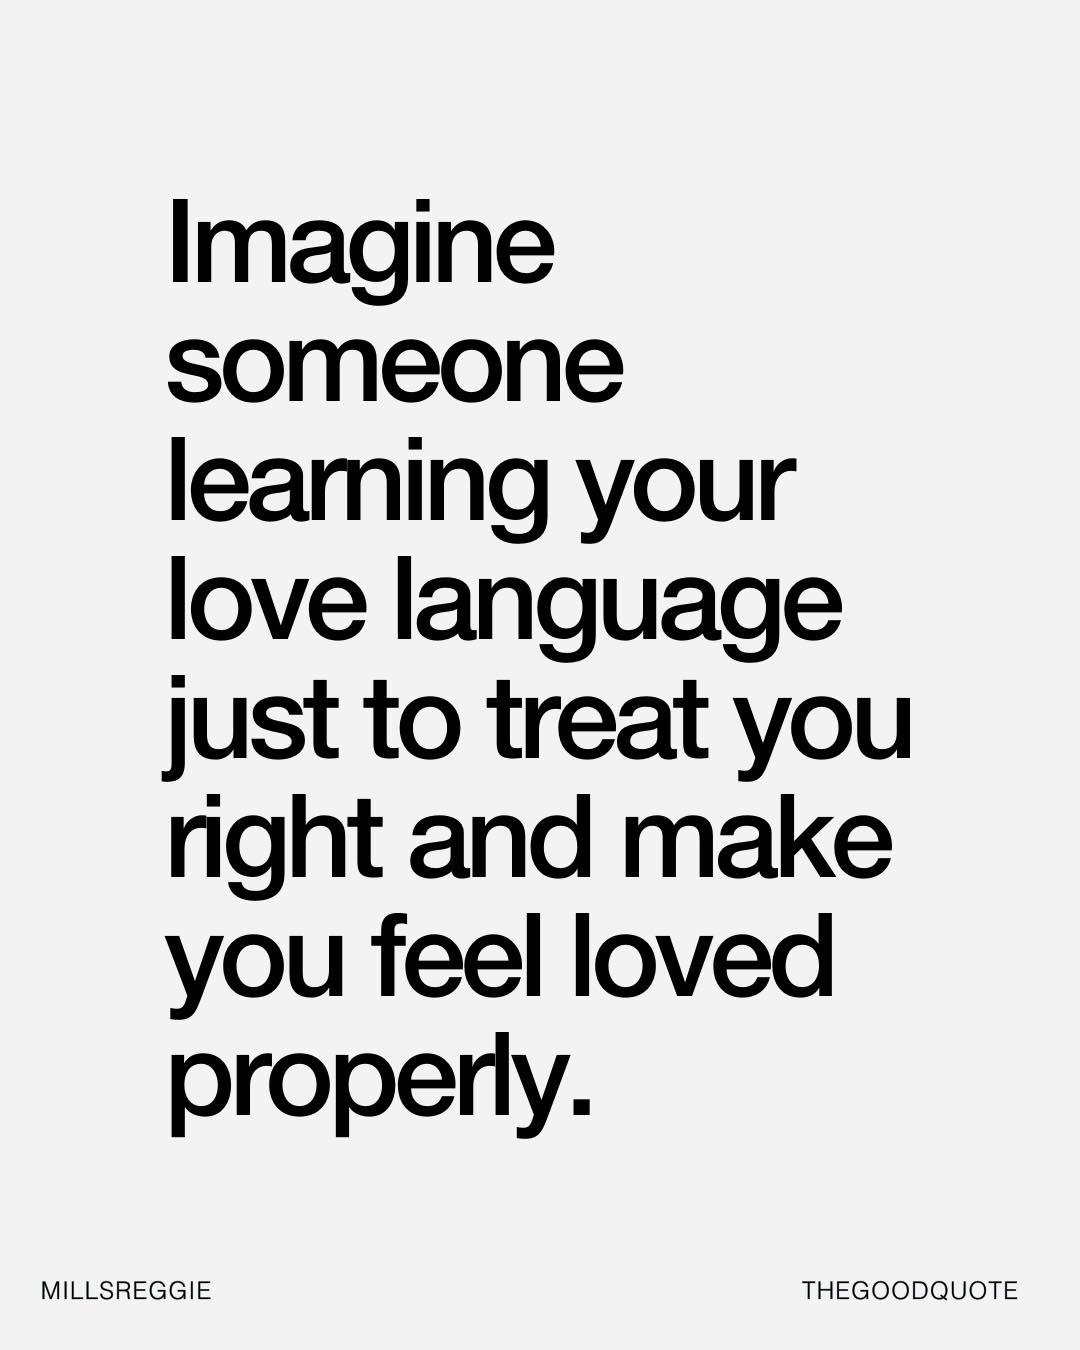 Imagine
someone
learning your
love language
just to treat you
right and make
you feel loved
properly.
MILLSREGGIE
THEGOODQUOTE